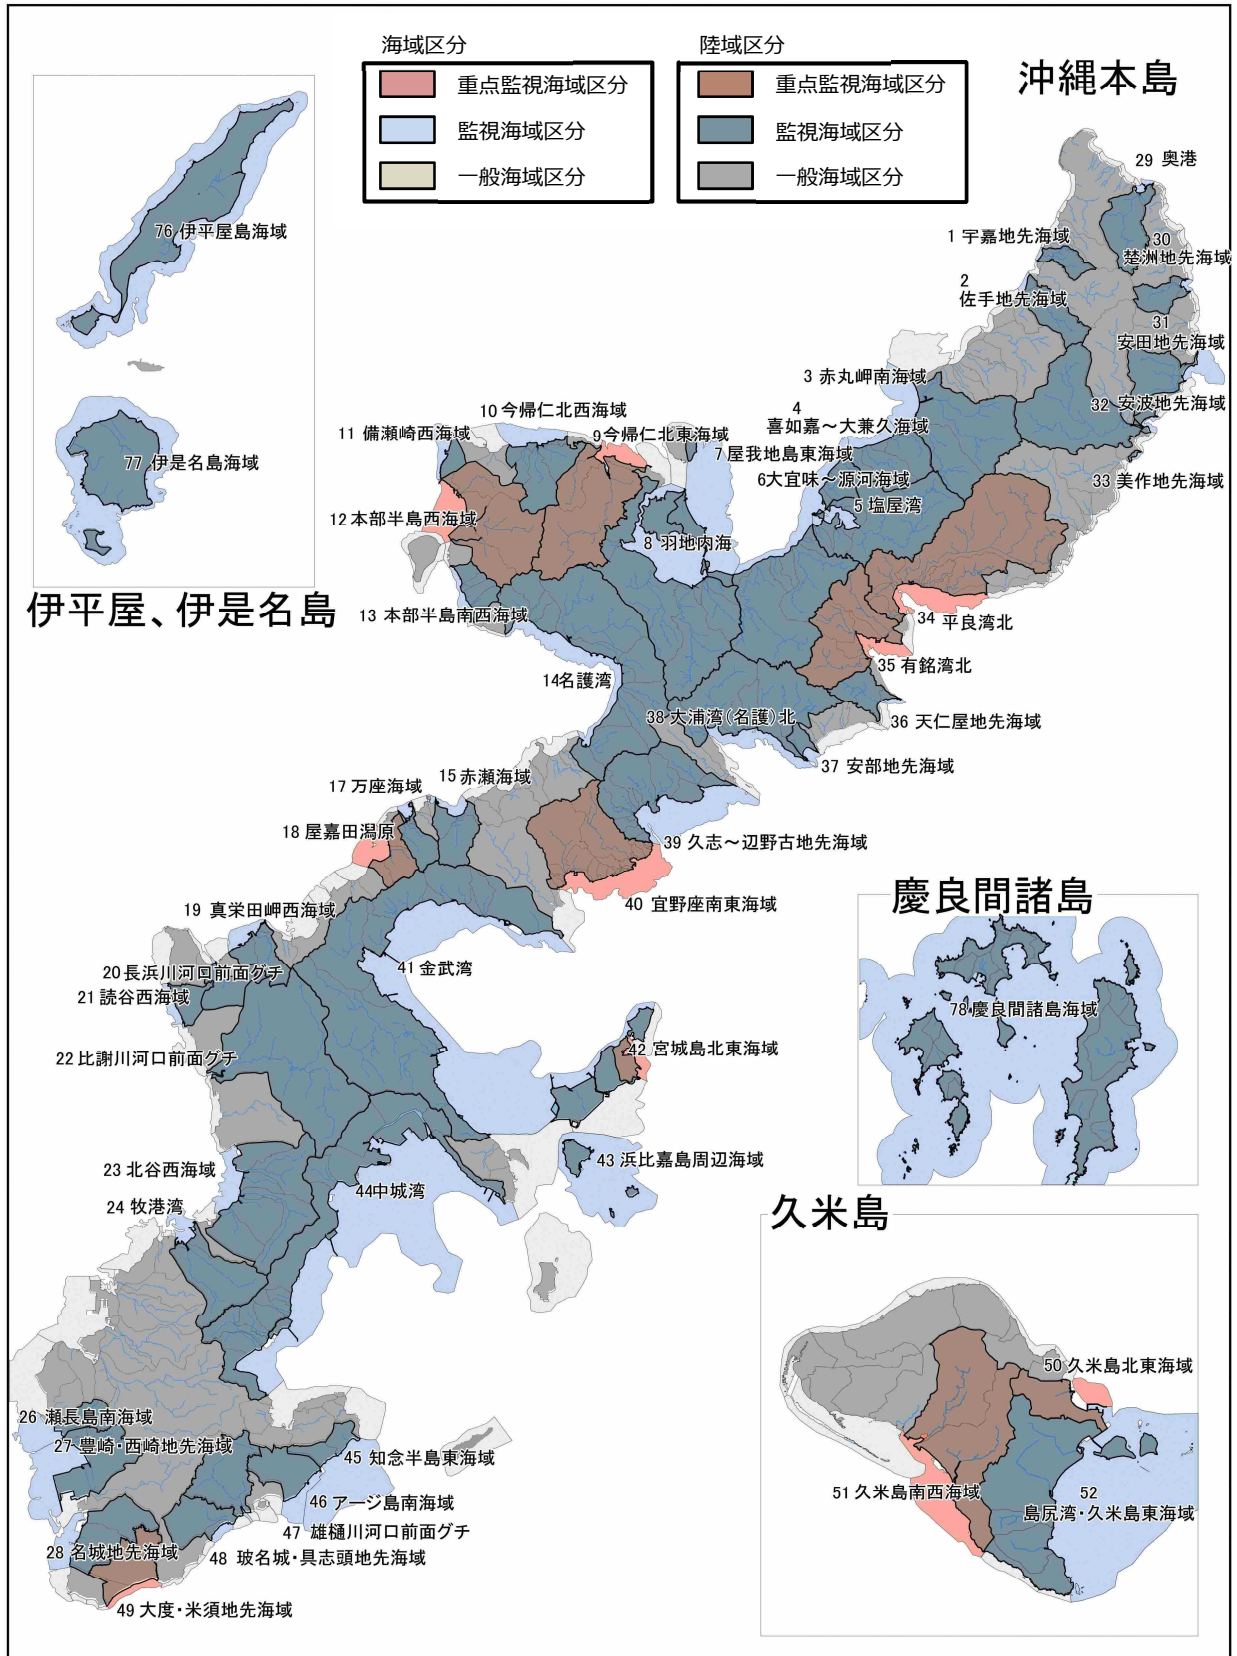 海域区分
重点監視海域区分
監視海域区分
一般海域区分
陸域区分
重点監視海域区分
監視海域区分
一般海域区分
沖縄本島
29 奥港
1 宇嘉地先海域
30
楚洲地先海域
2
佐手地先海域
31
安田地先海域
3 赤丸岬南海域
32 安波地先海域
4
喜如嘉～大兼久海域
10 今帰仁北西海域
11 備瀬崎西海域
9今帰仁北東海域
7 屋我地島東海域
6大宜味～源河海域
5 塩屋湾
33 美作地先海域
12 本部半島西海域
8 羽地内海
13 本部半島南西海域
34 平良湾北
35 有銘湾北
14名護湾
38 大浦湾(名護)北
36 天仁屋地先海域
37 安部地先海域
15 赤瀬海域
17 万座海域
18 屋嘉田潟原
39 久志～辺野古地先海域
40 宜野座南東海域
19 真栄田岬西海域
20 長浜川河口前面グチ
21 読谷西海域
41 金武湾
22 比謝川河口前面グチ
42 宮城島北東海域
23 北谷西海域
43 浜比嘉島周辺海域
24 牧港湾
44中城湾
26 瀬長島南海域
27 豊崎・西崎地先海域
45 知念半島東海域
46 アージ島南海域
47 雄樋川河口前面グチ
28 名城地先海域
48 玻名城・具志頭地先海域
49 大度・米須地先海域
76 伊平屋島海域
77 伊是名島海域
伊平屋、伊是名島
慶良間諸島
78 慶良間諸島海域
久米島
50 久米島北東海域
51 久米島南西海域
52
島尻湾・久米島東海域